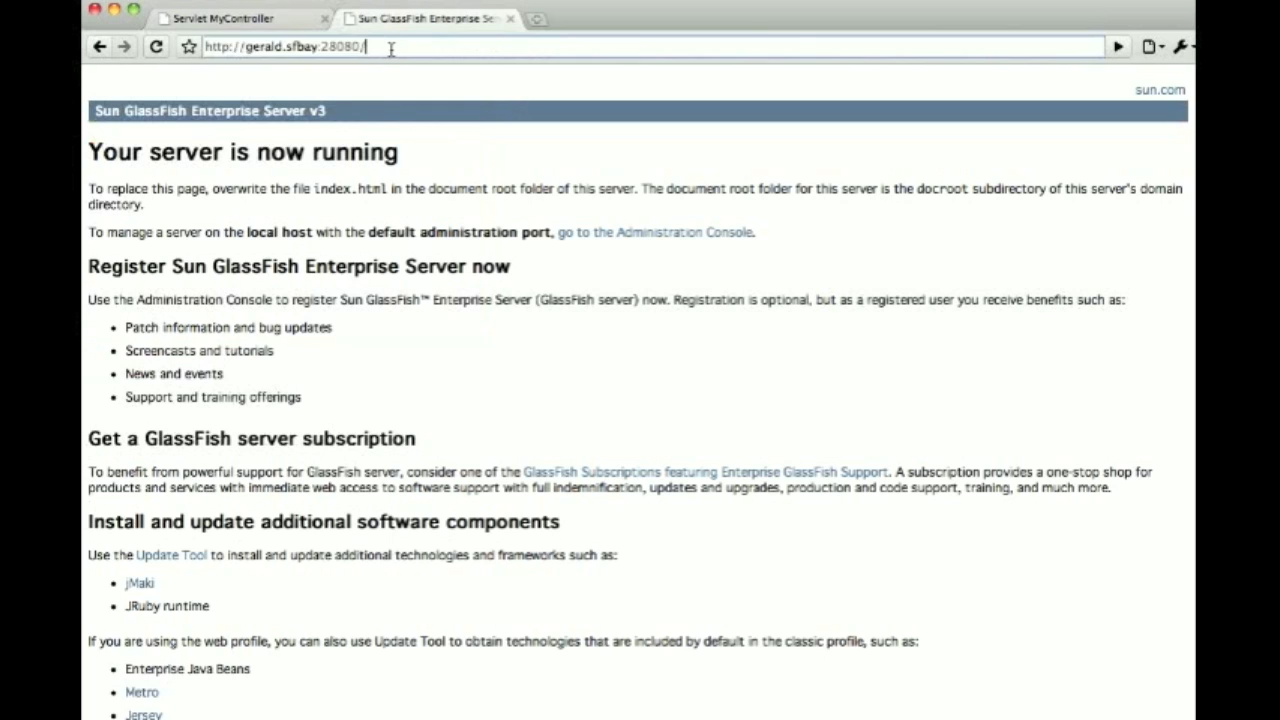 Servlet MyController
Sun GlassFish Enterprise Se
http://gerald.sfbay:28080/
sun.com
Sun GlassFish Enterprise Server v3
Your server is now running
To replace this page, overwrite the file index.html in the document root folder of this server. The document root folder for this server is the docroot subdirectory of this server's domain
directory.
To manage a server on the local host with the default administration port, go to the Administration Console.
Register Sun GlassFish Enterprise Server now
Use the Administration Console to register Sun GlassFish™ Enterprise Server (GlassFish server) now. Registration is optional, but as a registered user you receive benefits such as:
• Patch information and bug updates
• Screencasts and tutorials
• News and events
• Support and training offerings
Get a GlassFish server subscription
To benefit from powerful support for GlassFish server, consider one of the GlassFish Subscriptions featuring Enterprise GlassFish Support. A subscription provides a one-stop shop for
products and services with immediate web access to software support with full indemnification, updates and upgrades, production and code support, training, and much more.
Install and update additional software components
Use the Update Tool to install and update additional technologies and frameworks such as:
• jMaki
• JRuby runtime
If you are using the web profile, you can also use Update Tool to obtain technologies that are included by default in the classic profile, such as:
• Enterprise Java Beans
• Metro
• Jersey